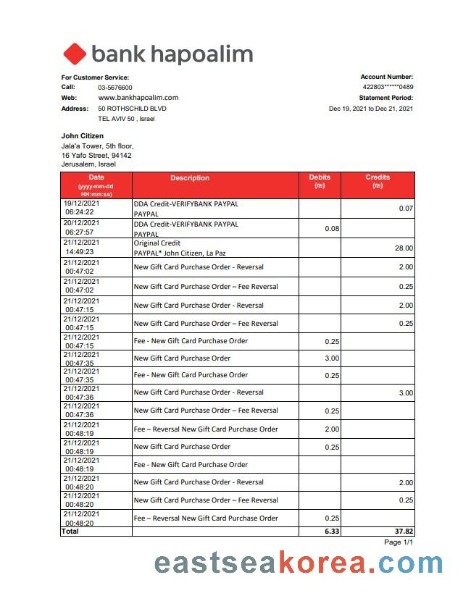 bank hapoalim
For Customer Service:
Call: 03-5676600
Web: www.bankhapoalim.com
Address: 50 ROTHSCHILD BLVD
TEL AVIV 50 , Israel
Account Number:
422803******0489
Statement Period:
Dec 19, 2021 to Dec 21, 2021
John Citizen
Jala'a Tower, 5th floor,
16 Yafo Street, 94142
Jerusalem, Israel
Date (yyyy-mm-dd HH:mm:ss) Description Debits (₪) Credits (₪)
19/12/2021 06:24:22 DDA Credit-VERIFYBANK PAYPAL PAYPAL 0.07
20/12/2021 06:27:57 DDA Credit-VERIFYBANK PAYPAL PAYPAL 0.08
21/12/2021 14:49:23 Original Credit PAYPAL* John Citizen, La Paz 28.00
21/12/2021 00:47:02 New Gift Card Purchase Order - Reversal 2.00
21/12/2021 00:47:02 New Gift Card Purchase Order – Fee Reversal 0.25
21/12/2021 00:47:15 New Gift Card Purchase Order - Reversal 2.00
21/12/2021 00:47:15 New Gift Card Purchase Order – Fee Reversal 0.25
21/12/2021 00:47:15 Fee - New Gift Card Purchase Order 0.25
21/12/2021 00:47:35 New Gift Card Purchase Order 3.00
21/12/2021 00:47:35 Fee - New Gift Card Purchase Order 0.25
21/12/2021 00:47:36 New Gift Card Purchase Order - Reversal 3.00
21/12/2021 00:47:36 New Gift Card Purchase Order – Fee Reversal 0.25
21/12/2021 00:48:19 Fee – Reversal New Gift Card Purchase Order 2.00
21/12/2021 00:48:19 New Gift Card Purchase Order 0.25
21/12/2021 00:48:19 Fee - New Gift Card Purchase Order
21/12/2021 00:48:20 New Gift Card Purchase Order - Reversal 2.00
21/12/2021 00:48:20 New Gift Card Purchase Order - Fee Reversal 0.25
21/12/2021 00:48:20 Fee – Reversal New Gift Card Purchase Order 0.25
Total 6.33 37.82
Page 1/1
eastseakorea.com